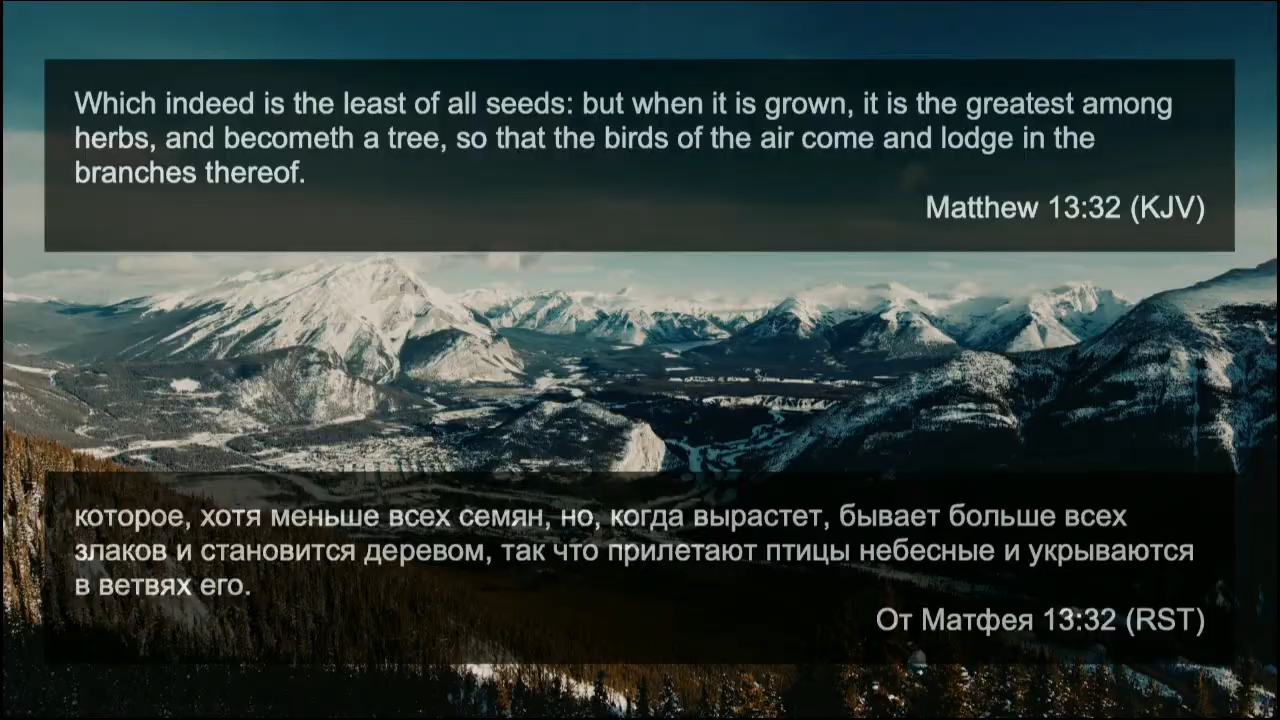 Which indeed is the least of all seeds: but when it is grown, it is the greatest among
herbs, and becometh a tree, so that the birds of the air come and lodge in the
branches thereof.
Matthew 13:32 (KJV)
которое, хотя меньше всех семян, но, когда вырастет, бывает больше всех
злаков и становится деревом, так что прилетают птицы небесные и укрываются
в ветвях его.
От Матфея 13:32 (RST)